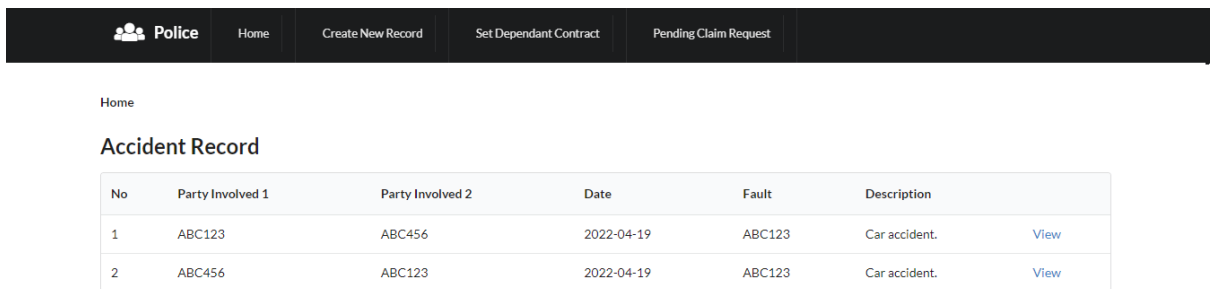 Police Home Create New Record Set Dependant Contract Pending Claim Request
Home
Accident Record
No Party Involved 1 Party Involved 2 Date Fault Description
1 ABC123 ABC456 2022-04-19 ABC123 Car accident. View
2 ABC456 ABC123 2022-04-19 ABC123 Car accident. View